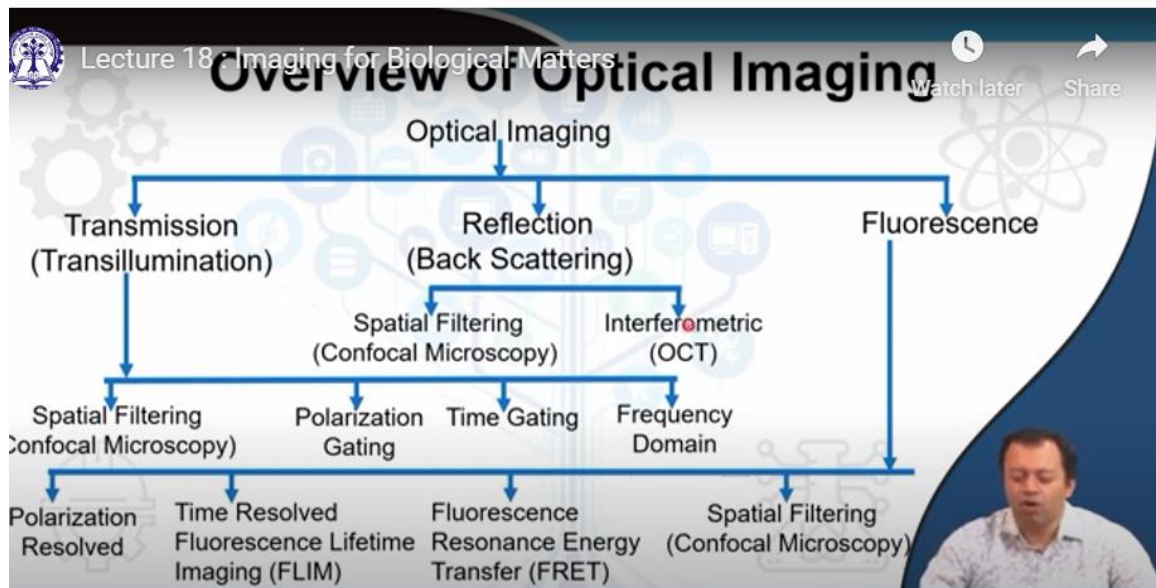 Lecture 18 : Imaging for Biological Matters
Overview of Optical Imaging
Watch later
Share
Optical Imaging
Transmission
(Transillumination)
Reflection
(Back Scattering)
Fluorescence
Spatial Filtering
(Confocal Microscopy)
Interferometric
(OCT)
Spatial Filtering
Confocal Microscopy)
Polarization
Gating
Time Gating
Frequency
Domain
Polarization
Resolved
Time Resolved
Fluorescence Lifetime
Imaging (FLIM)
Fluorescence
Resonance Energy
Transfer (FRET)
Spatial Filtering
(Confocal Microscopy)